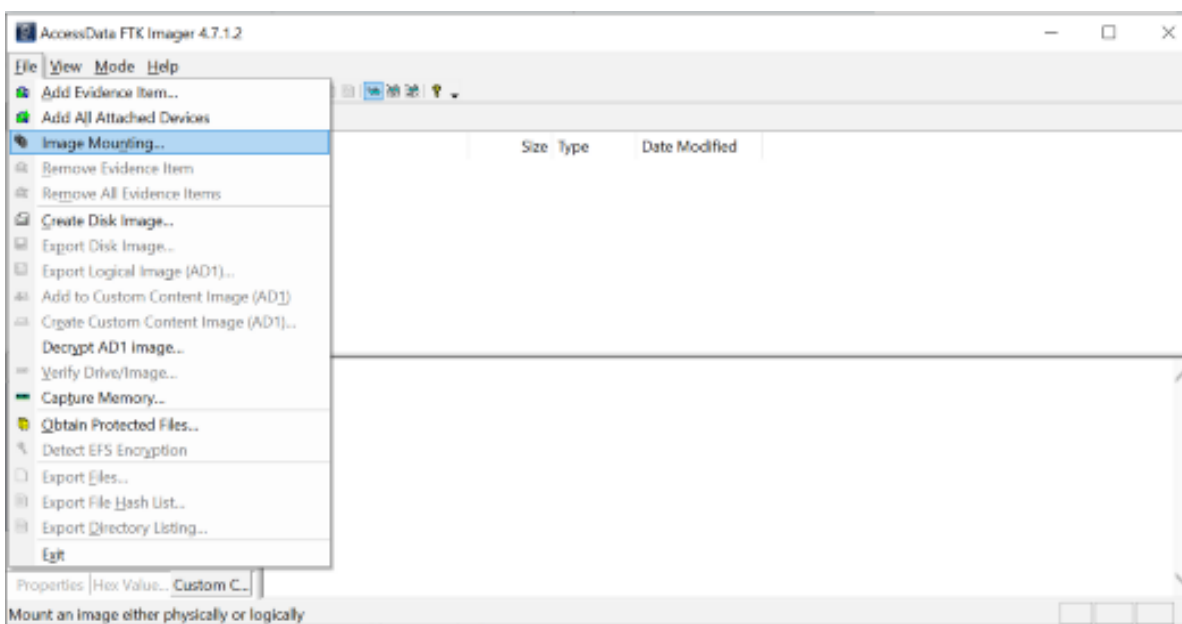 AccessData FTK Imager 4.7.1.2
File View Mode Help
Add Evidence Item...
Add All Attached Devices
Image Mounting...
Size Type Date Modified
Remove Evidence Item
Remove All Evidence Items
Create Disk Image...
Export Disk Image...
Export Logical Image (AD1)...
Add to Custom Content Image (AD1)
Create Custom Content Image (AD1)...
Decrypt AD1 image...
Verify Drive/Image...
Capture Memory...
Obtain Protected Files...
Detect EFS Encryption
Export Files...
Export File Hash List...
Export Directory Listing...
Exit
Properties Hex Value... Custom C...
Mount an image either physically or logically